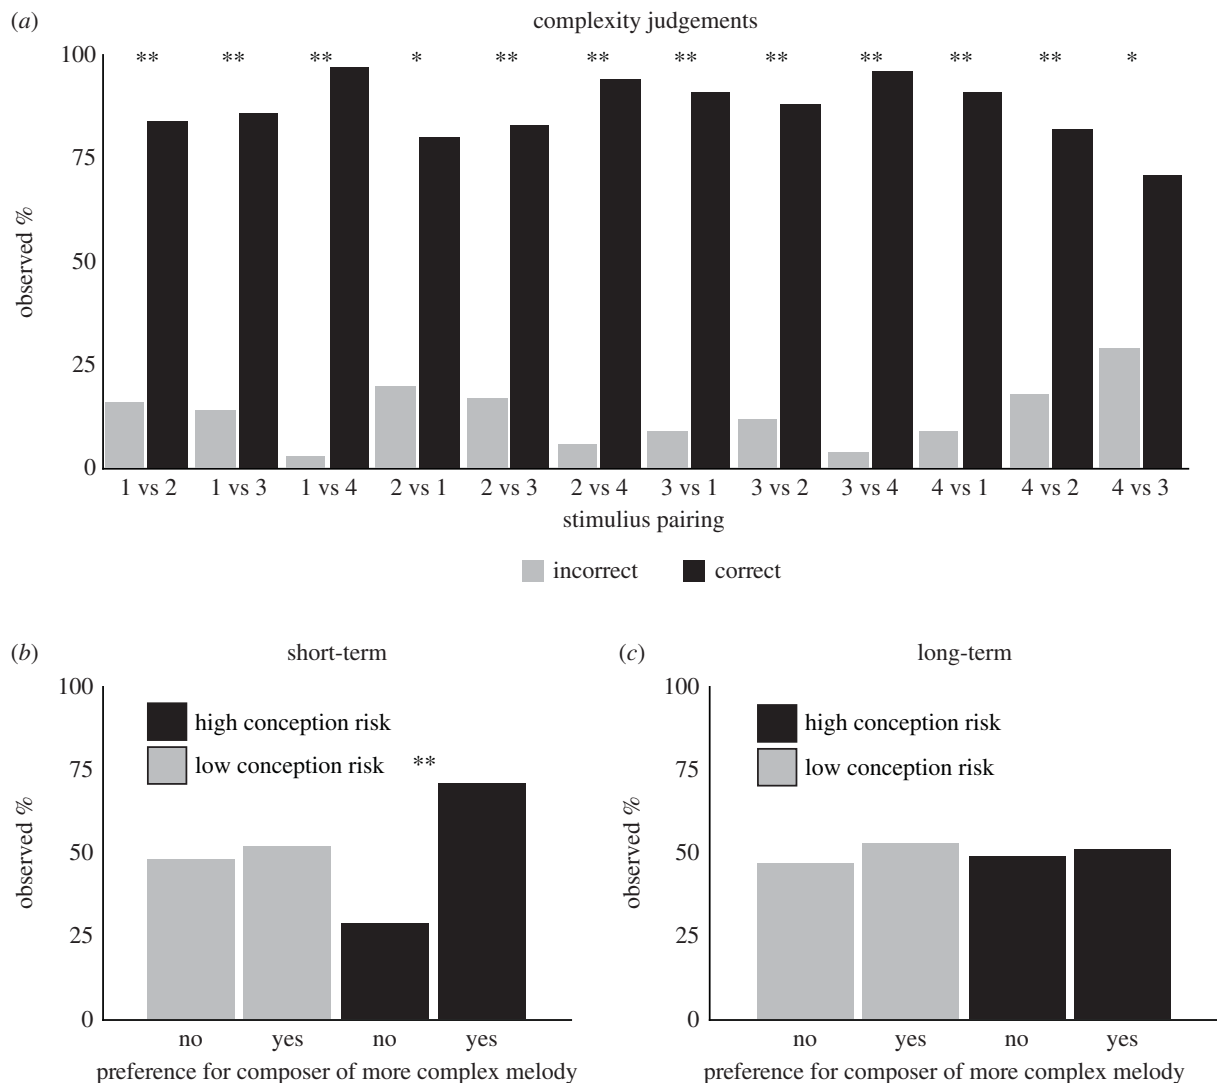 (a) complexity judgements
100
75
50
25
0
observed %
** ** ** * ** ** ** ** ** ** ** *
1 vs 2 1 vs 3 1 vs 4 2 vs 1 2 vs 3 2 vs 4 3 vs 1 3 vs 2 3 vs 4 4 vs 1 4 vs 2 4 vs 3
stimulius pairing
incorrect correct
(b) short-term
100
75
50
25
0
observed %
high conception risk
low conception risk
**
no yes no yes
preference for composer of more complex melody
(c) long-term
100
75
50
25
0
observed %
high conception risk
low conception risk
no yes no yes
preference for composer of more complex melody